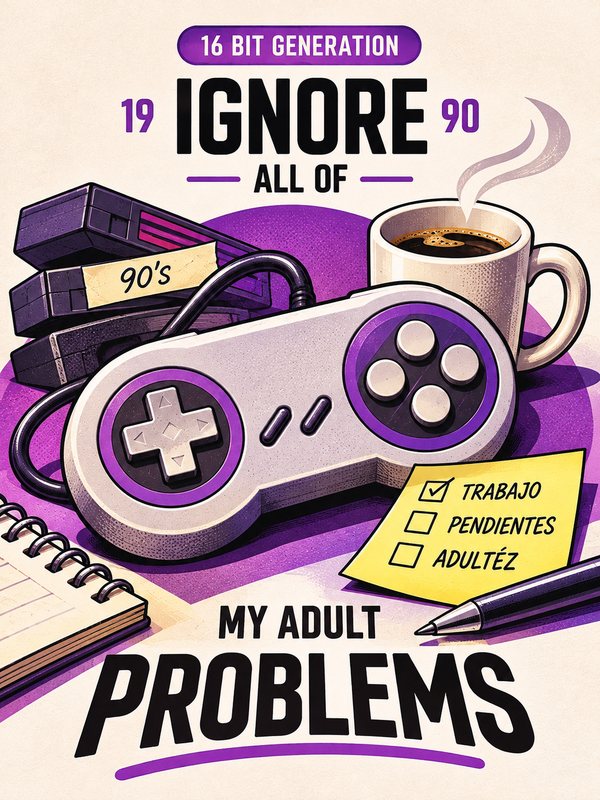 16 BIT GENERATION
19 IGNORE 90
ALL OF
90's
TRABAJO
PENDIENTES
ADULTÉZ
MY ADULT
PROBLEMS